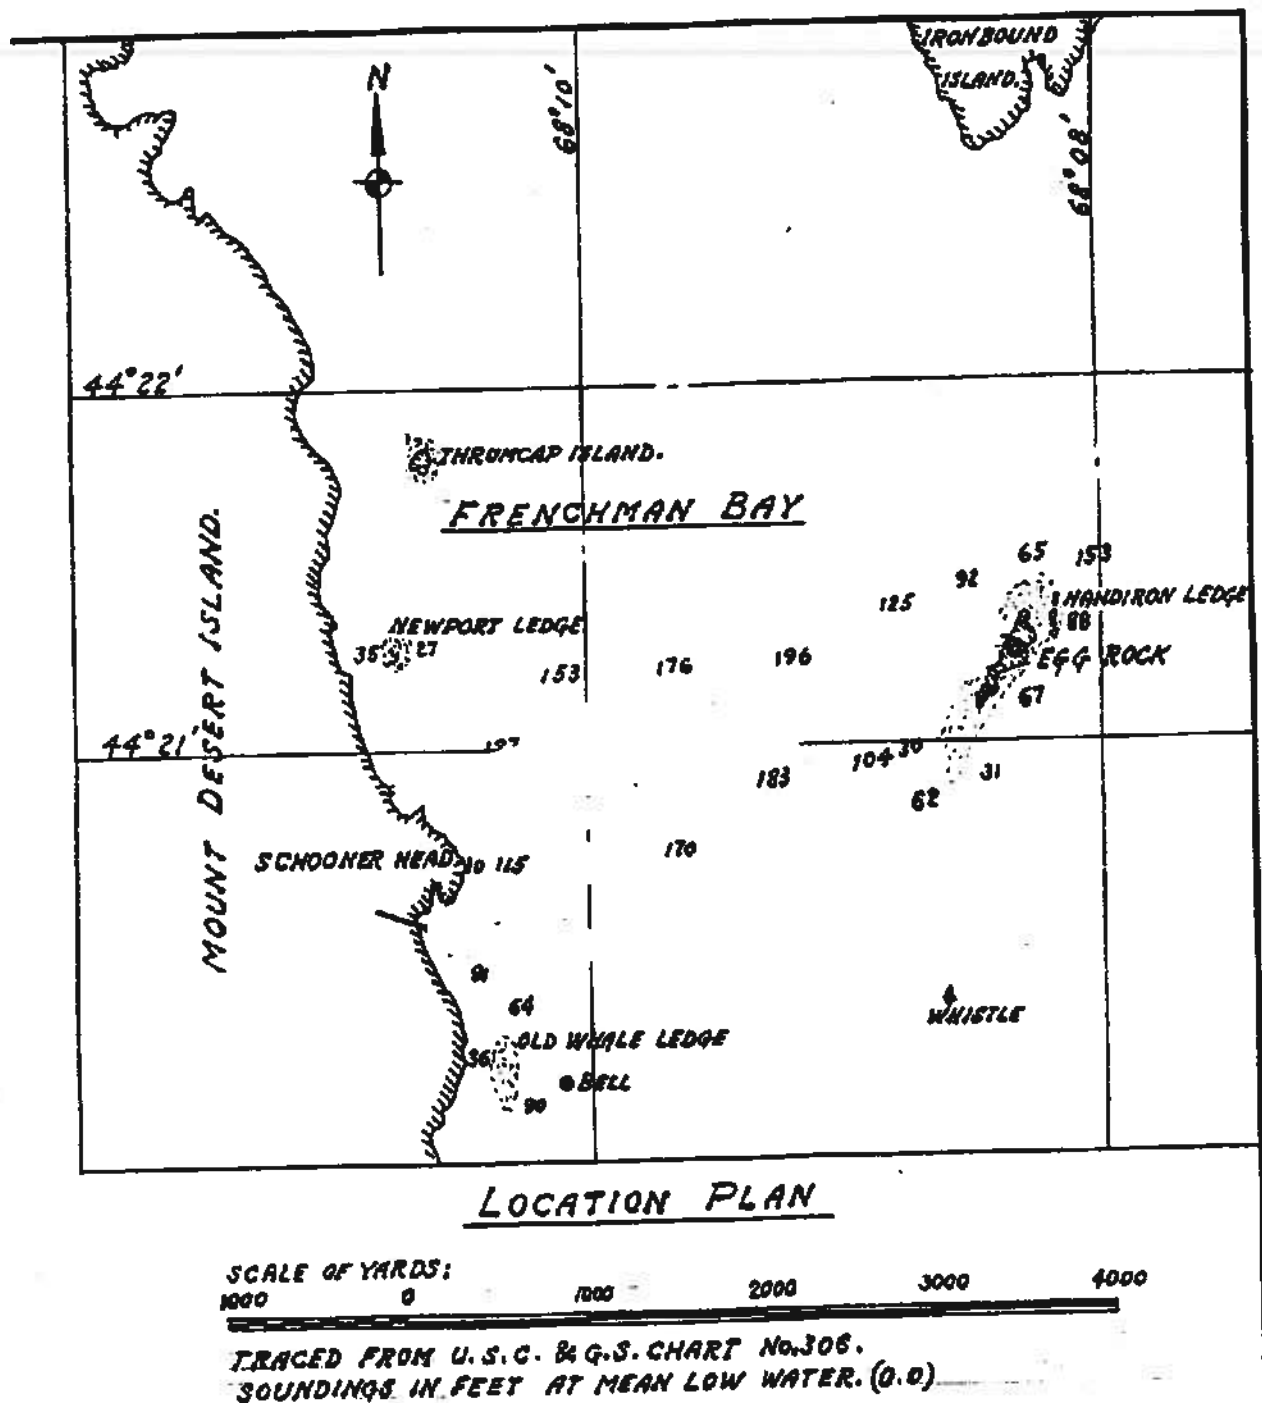 IRONBOUND
ISLAND.
N
68°10'
68°08'
44°22'
THRUMCAP ISLAND.
FRENCHMAN BAY
65 153
92
125
HANDIRON LEDGE
88
NEWPORT LEDGE
35 27
153 176 196
EGG ROCK
67
MOUNT DESERT ISLAND.
44°21'
104 30
183 31
62
170
SCHOONER HEAD.
10 115
64
WHISTLE
OLD WHALE LEDGE
36
BELL
90
LOCATION PLAN
SCALE OF YARDS:
1000 0 1000 2000 3000 4000
TRACED FROM U.S.C. & G.S. CHART No.306.
SOUNDINGS IN FEET AT MEAN LOW WATER. (0.0)